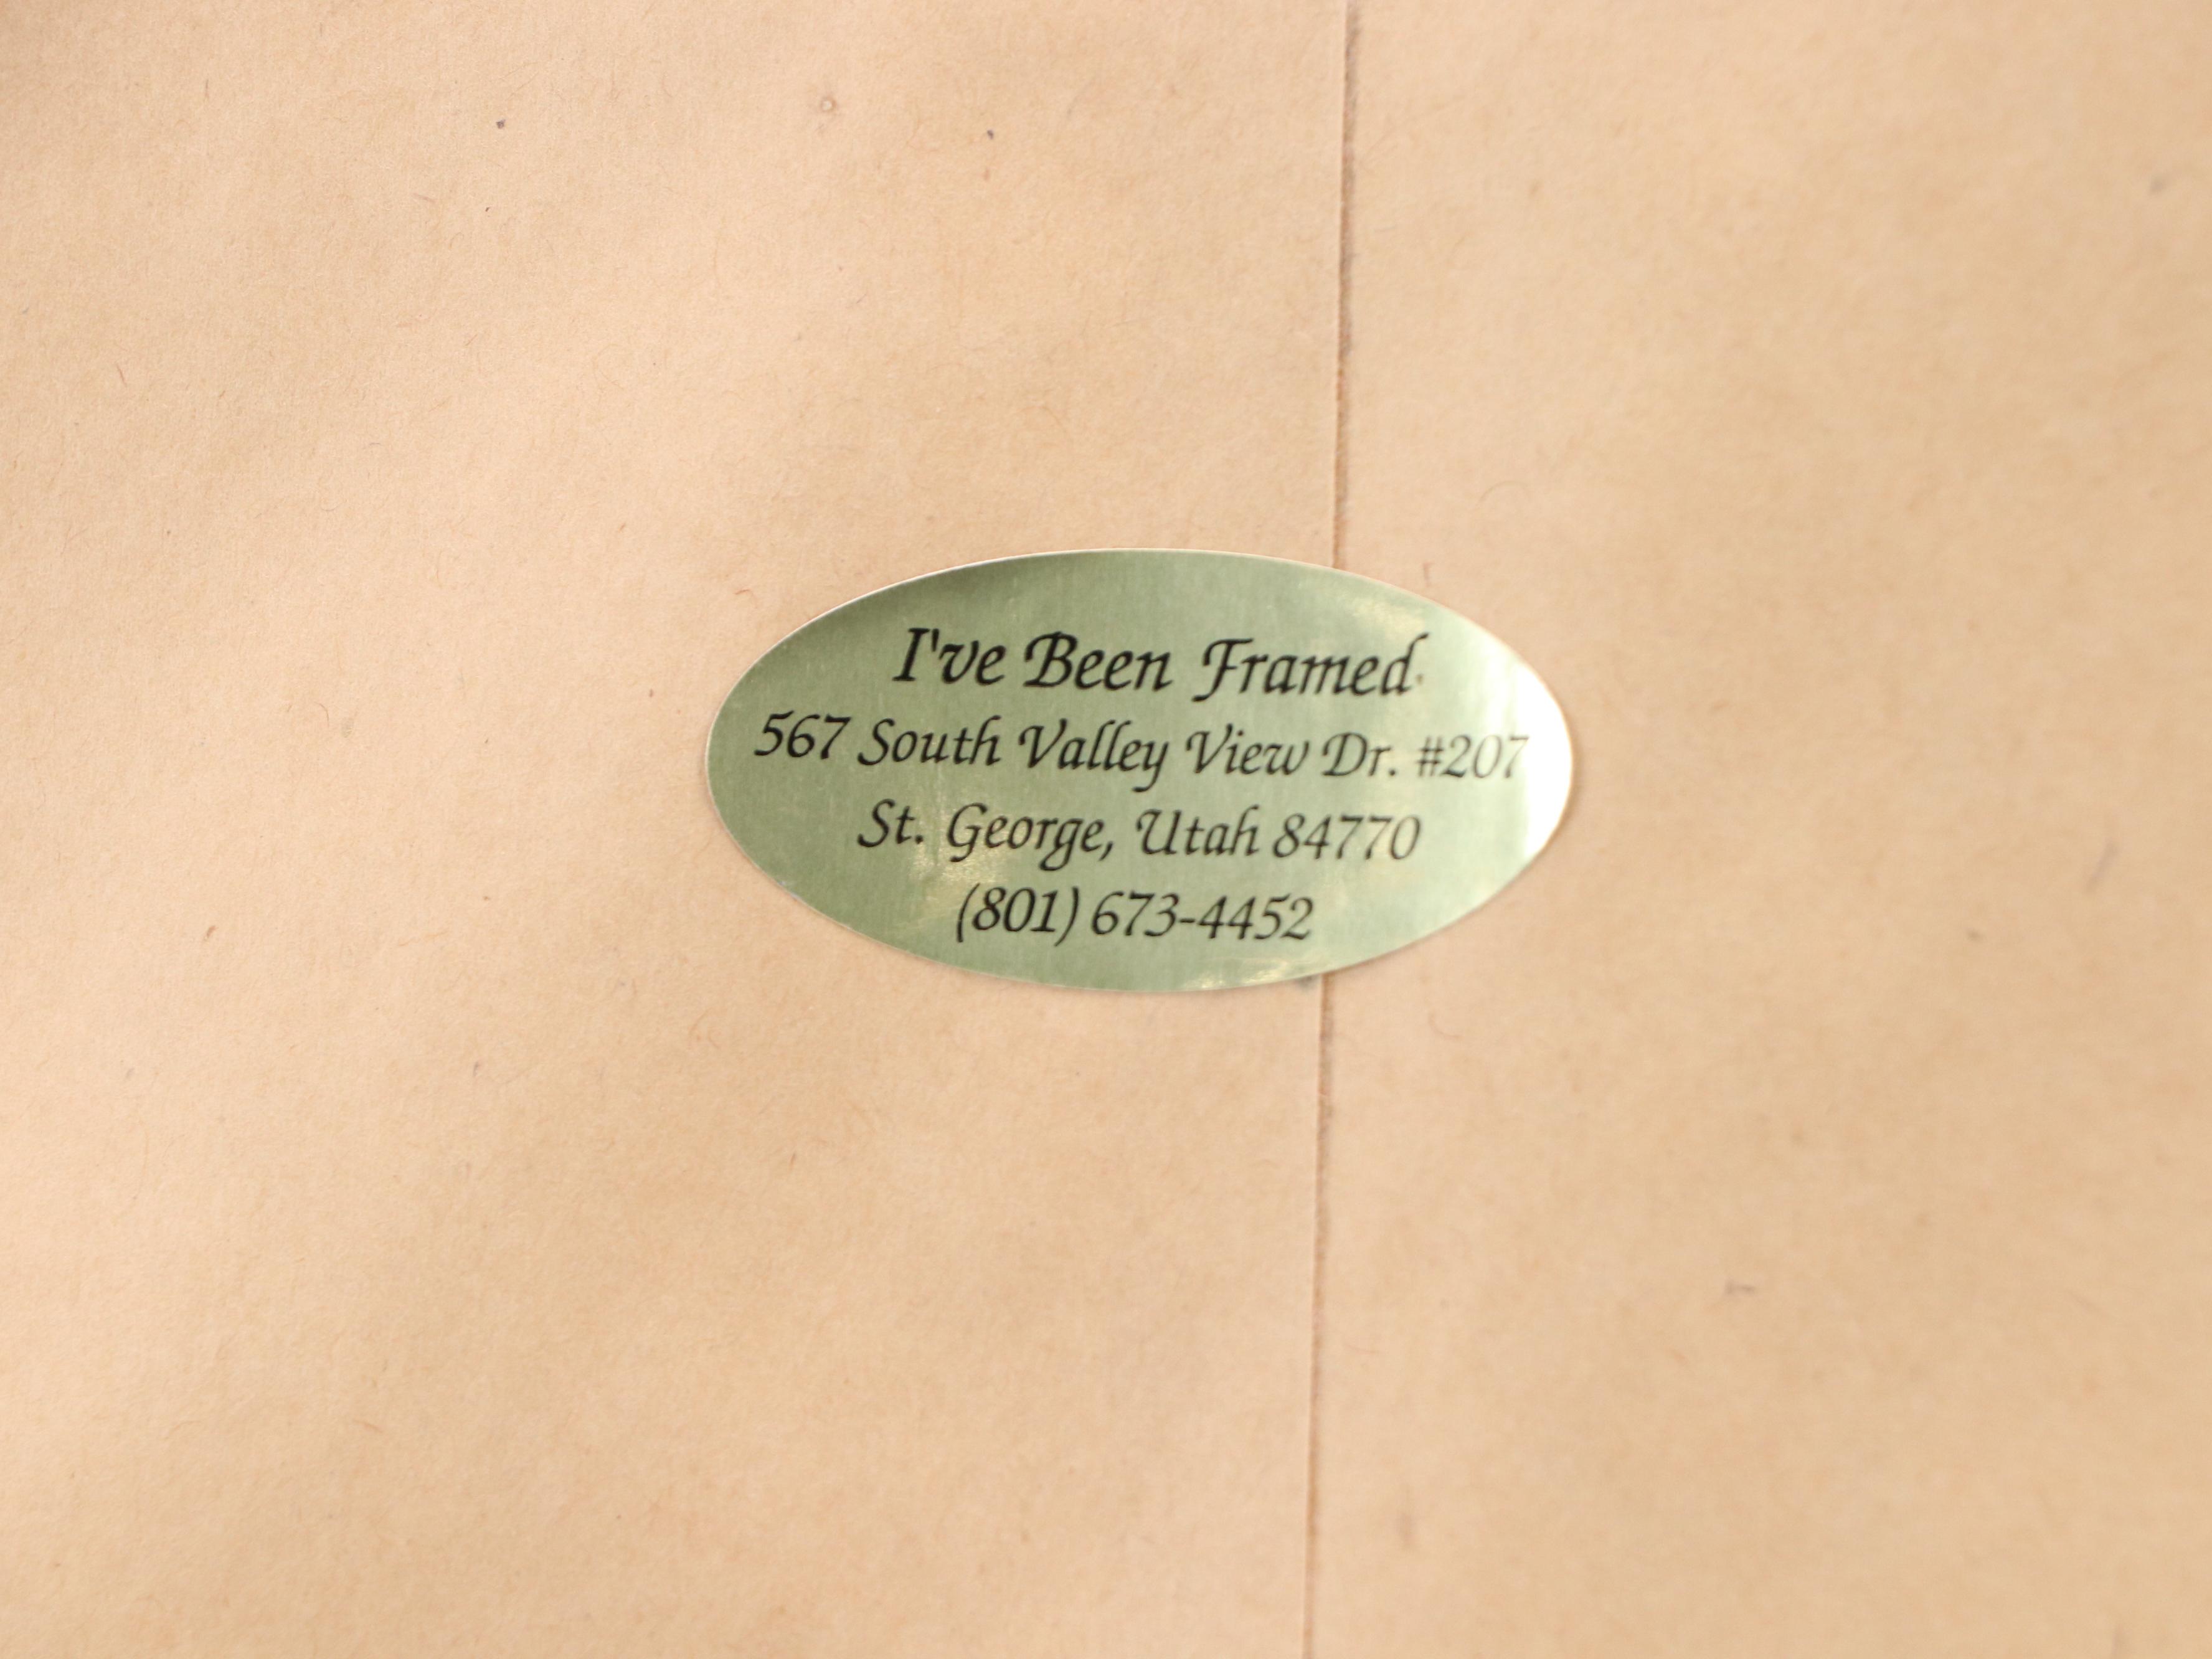 I've Been Framed
567 South Valley View Dr. #207
St. George, Utah 84770
(801) 673-4452